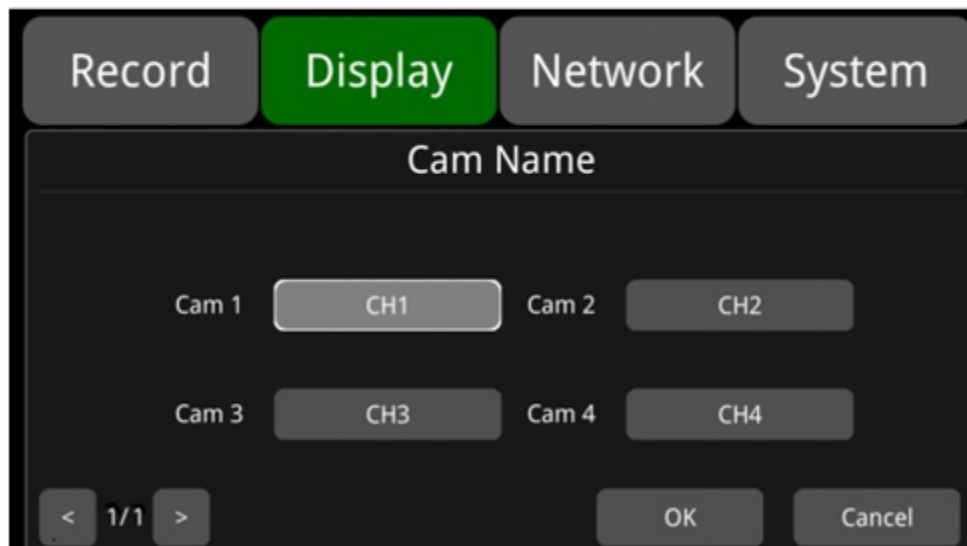 Record Display Network System
Cam Name
Cam 1 CH1 Cam 2 CH2
Cam 3 CH3 Cam 4 CH4
< 1/1 > OK Cancel